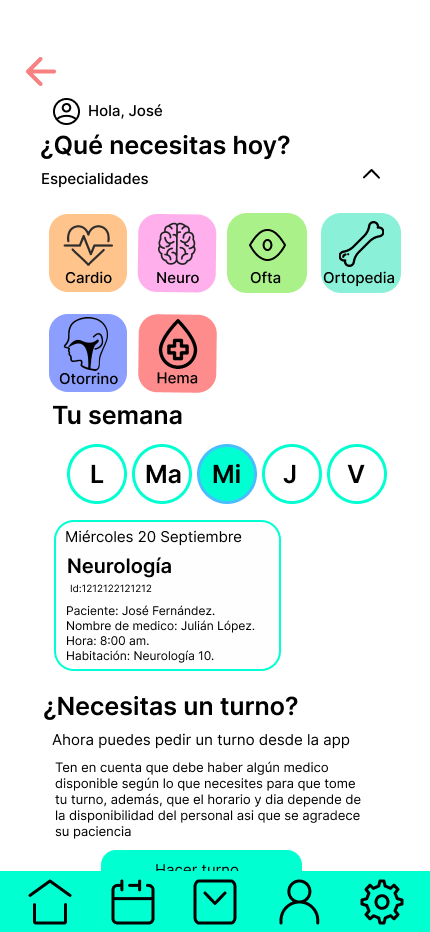 Hola, José
¿Qué necesitas hoy?
Especialidades
Cardio
Neuro
Ofta
Ortopedia
Otorrino
Hema
Tu semana
L
Ma
Mi
J
V
Miércoles 20 Septiembre
Neurología
Id:1212122121212
Paciente: José Fernández.
Nombre de medico: Julián López.
Hora: 8:00 am.
Habitación: Neurología 10.
¿Necesitas un turno?
Ahora puedes pedir un turno desde la app
Ten en cuenta que debe haber algún medico
disponible según lo que necesites para que tome
tu turno, además, que el horario y dia depende de
la disponibilidad del personal asi que se agradece
su paciencia
Hacer turno